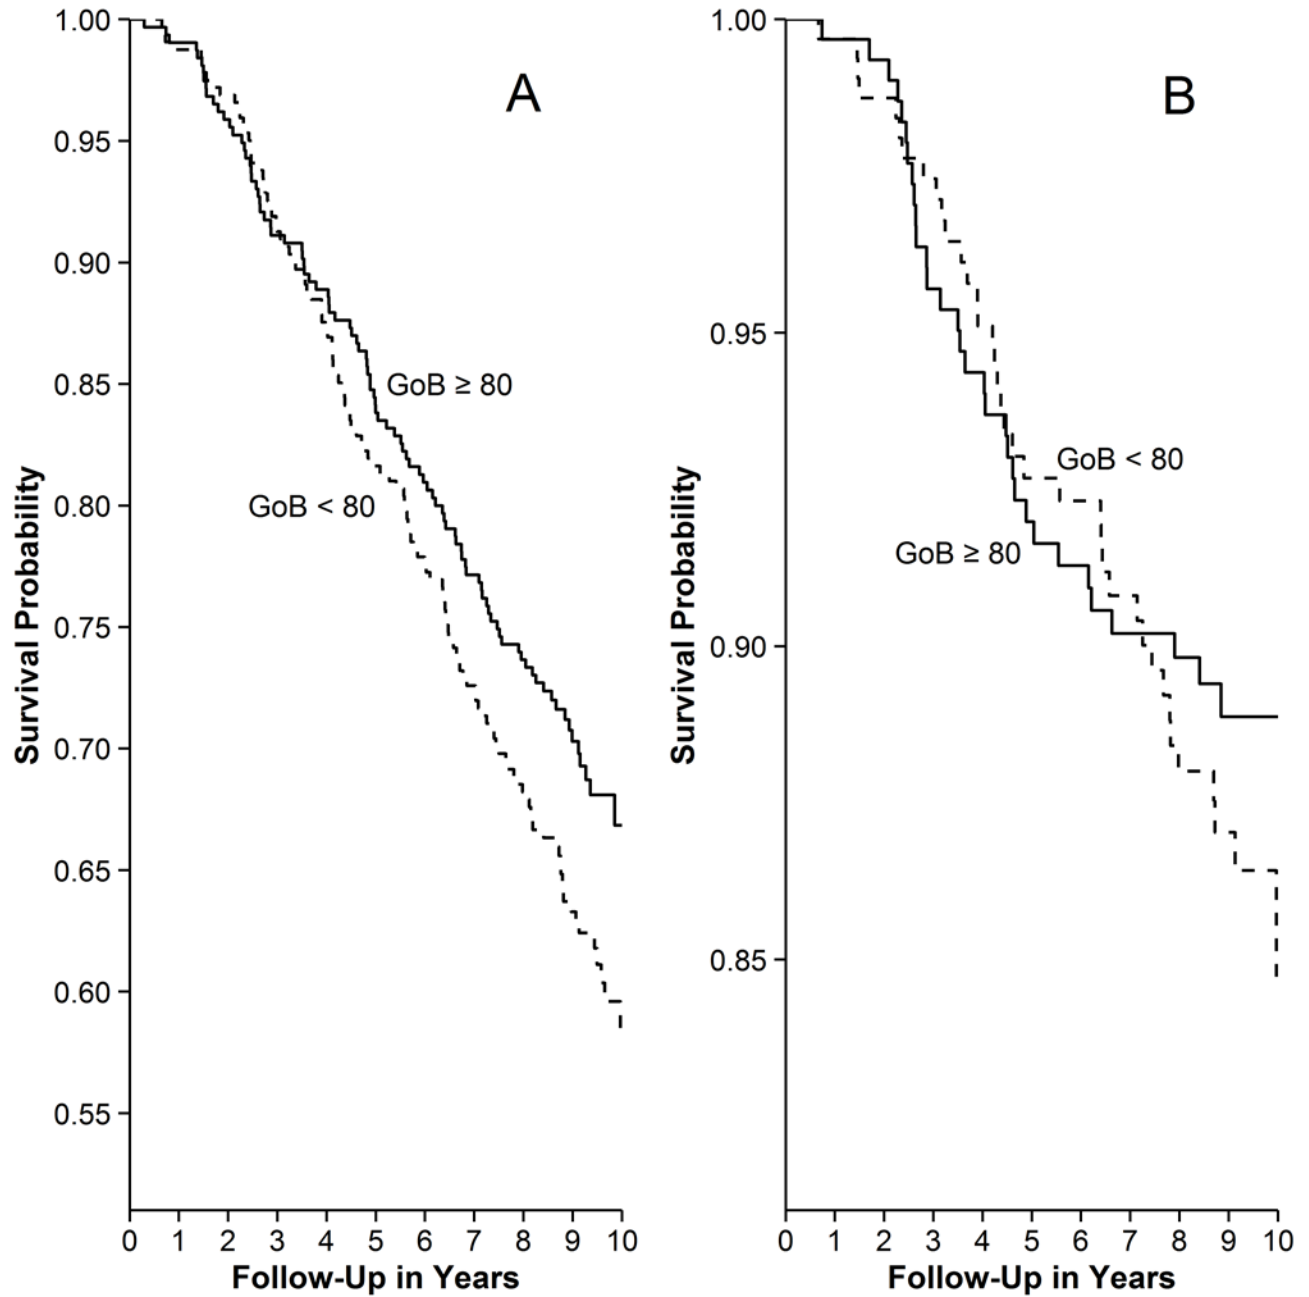 A
1.00
0.95
0.90
0.85
0.80
0.75
0.70
0.65
0.60
0.55
Survival Probability
GoB ≥ 80
GoB < 80
0 1 2 3 4 5 6 7 8 9 10
Follow-Up in Years
B
1.00
0.95
0.90
0.85
Survival Probability
GoB < 80
GoB ≥ 80
0 1 2 3 4 5 6 7 8 9 10
Follow-Up in Years